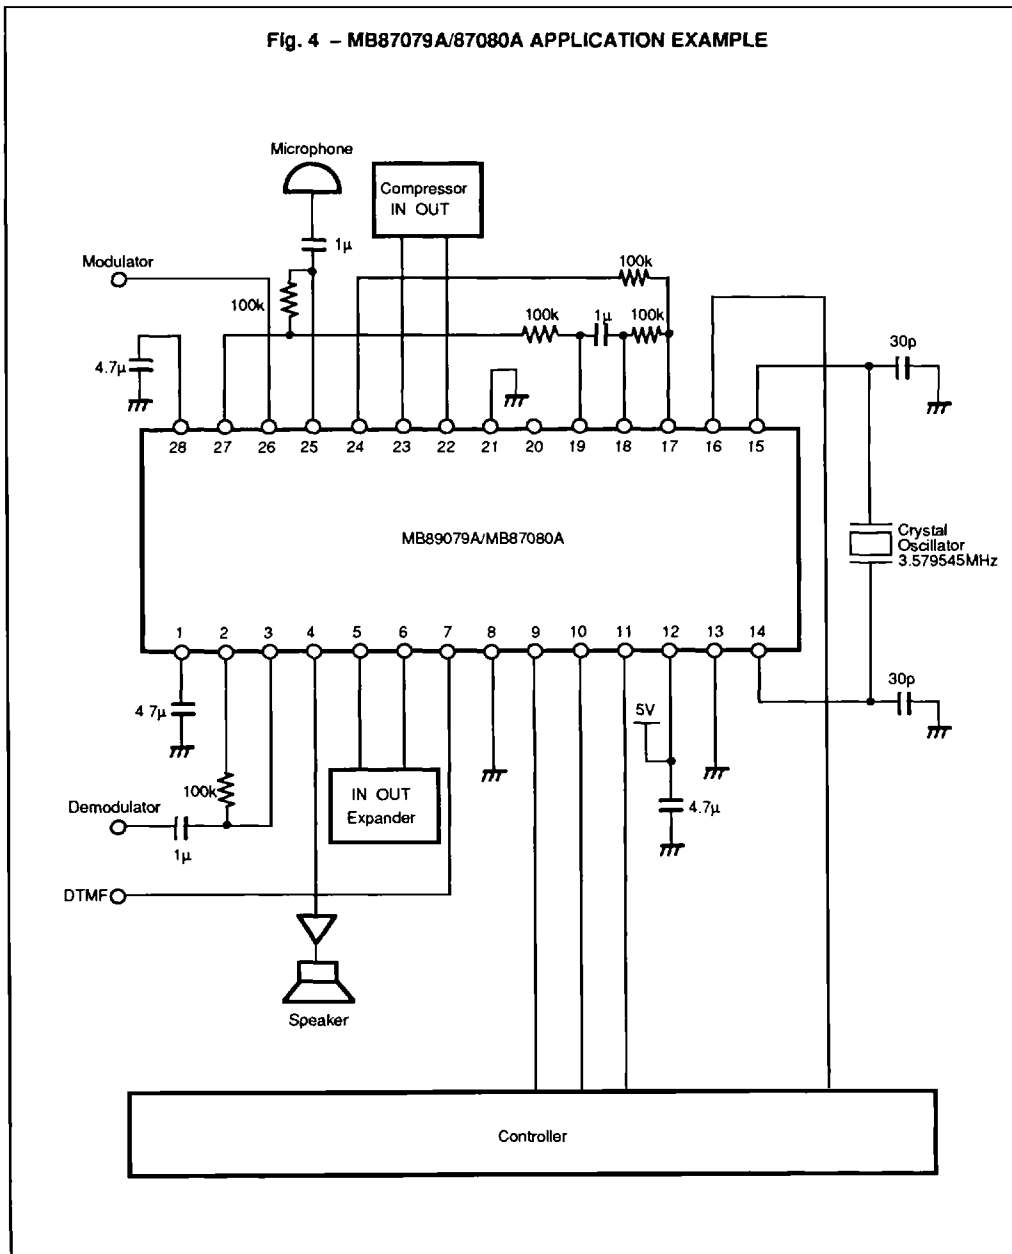 Fig. 4 – MB87079A/87080A APPLICATION EXAMPLE
Microphone
Compressor
IN OUT
1μ
Modulator
100k
100k
100k
1μ
100k
30p
4.7μ
28 27 26 25 24 23 22 21 20 19 18 17 16 15
MB89079A/MB87080A
Crystal
Oscillator
3.579545MHz
1 2 3 4 5 6 7 8 9 10 11 12 13 14
30p
4 7μ
5V
100k
IN OUT
Expander
Demodulator
4.7μ
1μ
DTMF
Speaker
Controller